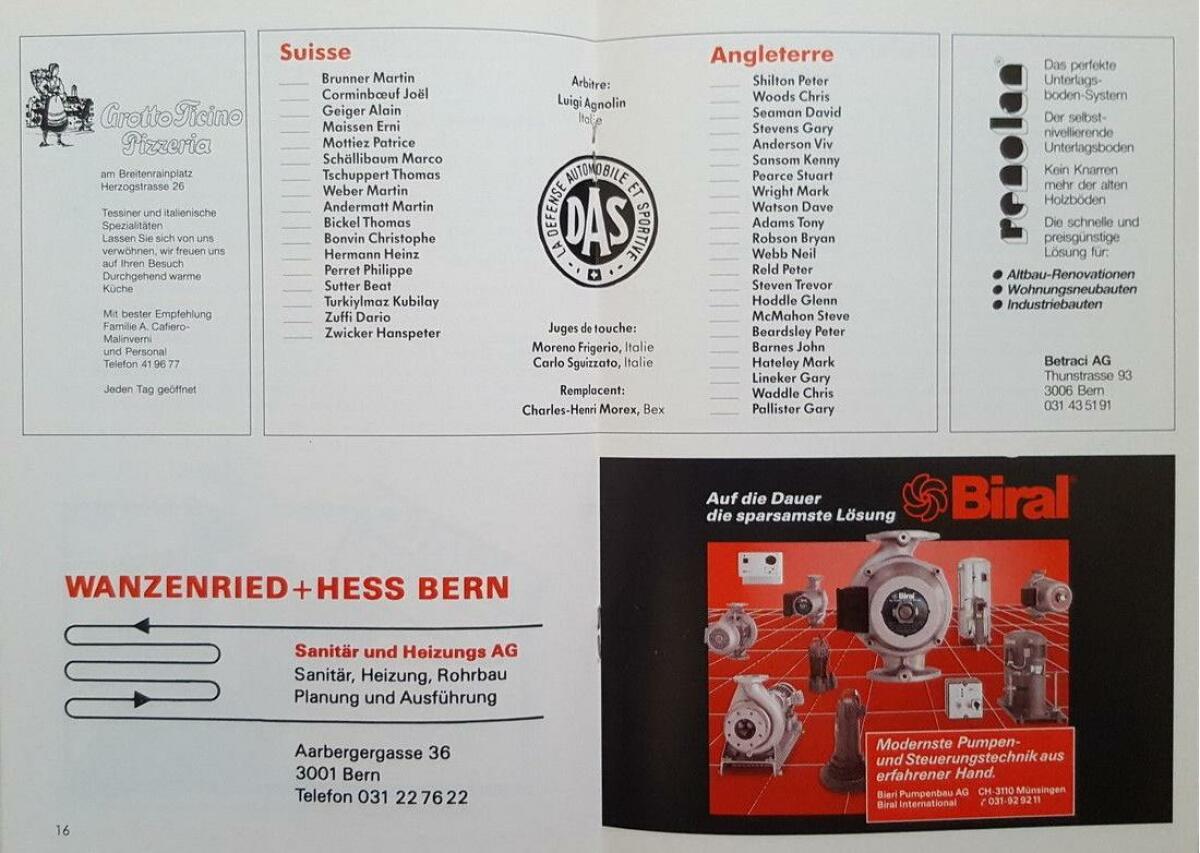 Grotto Ticino
Pizzeria
am Breitenrainplatz
Herzogstrasse 26
Tessiner und italienische
Spezialitäten
Lassen Sie sich von uns
verwöhnen, wir freuen uns
auf Ihren Besuch
Durchgehend warme
Küche
Mit bester Empfehlung
Familie A. Cafiero-
Malinverni
und Personal
Telefon 41 96 77
Jeden Tag geöffnet
Suisse
Brunner Martin
Corminbœuf Joël
Geiger Alain
Maissen Erni
Mottiez Patrice
Schällibaum Marco
Tschuppert Thomas
Weber Martin
Andermatt Martin
Bickel Thomas
Bonvin Christophe
Hermann Heinz
Perret Philippe
Sutter Beat
Turkiylmaz Kubilay
Zuffi Dario
Zwicker Hanspeter
Arbitre:
Luigi Agnolin
Italie
LA DEFENSE AUTOMOBILE ET SPORTIVE
DAS
Juges de touche:
Moreno Frigerio, Italie
Carlo Sguizzato, Italie
Remplacent:
Charles-Henri Morex, Bex
Angleterre
Shilton Peter
Woods Chris
Seaman David
Stevens Gary
Anderson Viv
Sansom Kenny
Pearce Stuart
Wright Mark
Watson Dave
Adams Tony
Robson Bryan
Webb Neil
Reld Peter
Steven Trevor
Hoddle Glenn
McMahon Steve
Beardsley Peter
Barnes John
Hateley Mark
Lineker Gary
Waddle Chris
Pallister Gary
renolan®
Das perfekte
Unterlags-
boden-System
Der selbst-
nivellierende
Unterlagsboden
Kein Knarren
mehr der alten
Holzböden
Die schnelle und
preisgünstige
Lösung für:
● Altbau-Renovationen
● Wohnungsneubauten
● Industriebauten
Betraci AG
Thunstrasse 93
3006 Bern
031 43 51 91
WANZENRIED+HESS BERN
Sanitär und Heizungs AG
Sanitär, Heizung, Rohrbau
Planung und Ausführung
Aarbergergasse 36
3001 Bern
Telefon 031 22 76 22
16
Auf die Dauer
die sparsamste Lösung
Biral®
Biral
Modernste Pumpen-
und Steuerungstechnik aus
erfahrener Hand.
Bieri Pumpenbau AG CH-3110 Münsingen
Biral International ✆ 031-92 92 11